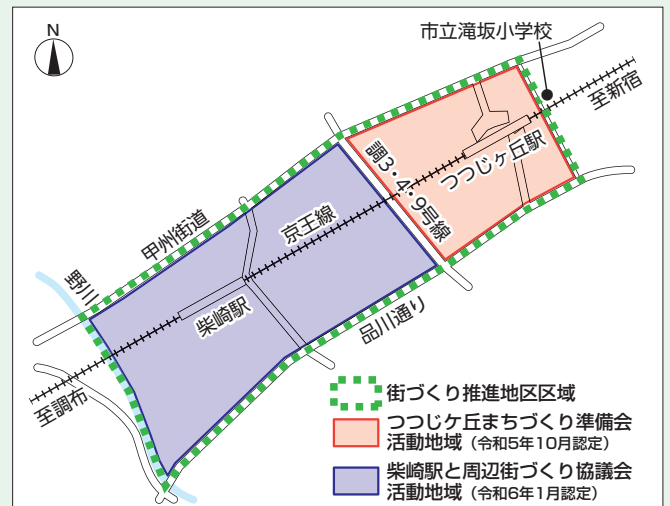 N
市立滝坂小学校
至新宿
つつじヶ丘駅
調3・4・9号線
京王線
甲州街道
野川
柴崎駅
品川通り
至調布
街づくり推進地区区域
つつじケ丘まちづくり準備会
活動地域（令和5年10月認定）
柴崎駅と周辺街づくり協議会
活動地域（令和6年1月認定）